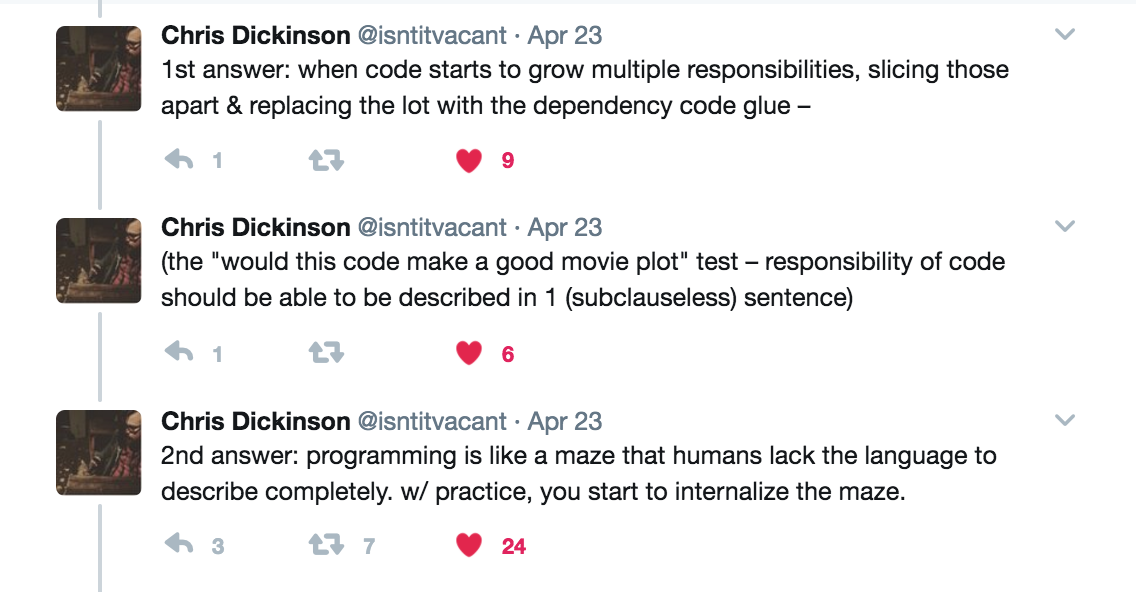 Chris Dickinson @isntitvacant · Apr 23
1st answer: when code starts to grow multiple responsibilities, slicing those
apart & replacing the lot with the dependency code glue –
1 9
Chris Dickinson @isntitvacant · Apr 23
(the "would this code make a good movie plot" test – responsibility of code
should be able to be described in 1 (subclauseless) sentence)
1 6
Chris Dickinson @isntitvacant · Apr 23
2nd answer: programming is like a maze that humans lack the language to
describe completely. w/ practice, you start to internalize the maze.
3 7 24